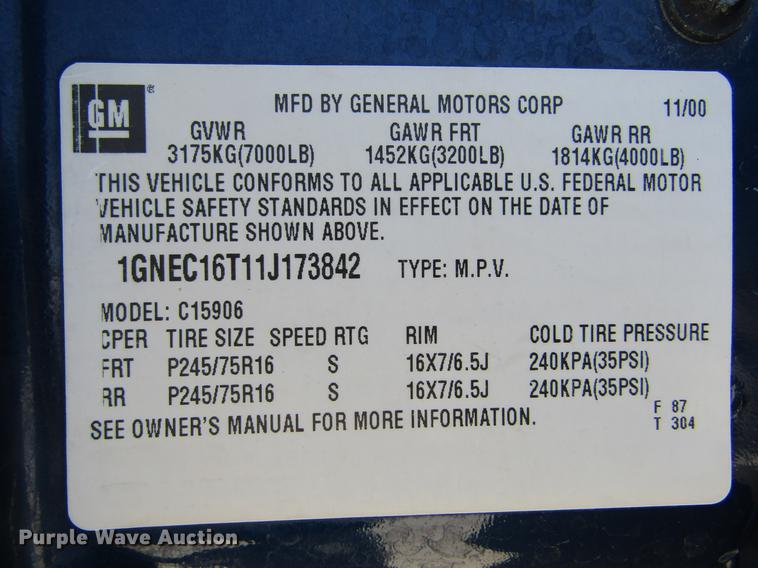 GM ®
MFD BY GENERAL MOTORS CORP 11/00
GVWR GAWR FRT GAWR RR
3175KG(7000LB) 1452KG(3200LB) 1814KG(4000LB)
THIS VEHICLE CONFORMS TO ALL APPLICABLE U.S. FEDERAL MOTOR
VEHICLE SAFETY STANDARDS IN EFFECT ON THE DATE OF
MANUFACTURE SHOWN ABOVE.
1GNEC16T11J173842 TYPE: M.P.V.
MODEL: C15906
CPER TIRE SIZE SPEED RTG RIM COLD TIRE PRESSURE
FRT P245/75R16 S 16X7/6.5J 240KPA(35PSI)
RR P245/75R16 S 16X7/6.5J 240KPA(35PSI)
SEE OWNER'S MANUAL FOR MORE INFORMATION.
F 87
T 304
Purple Wave Auction